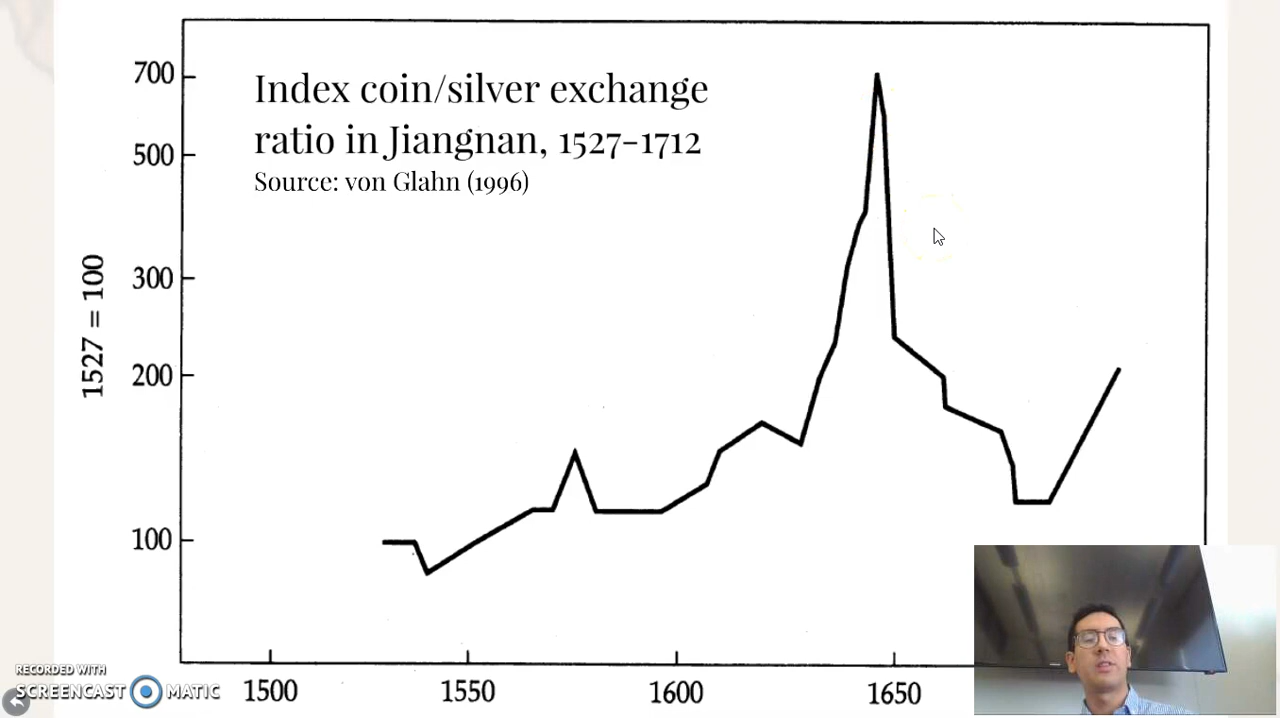 Index coin/silver exchange
ratio in Jiangnan, 1527-1712
Source: von Glahn (1996)
1527 = 100
700
500
300
200
100
1500
1550
1600
1650
RECORDED WITH
SCREENCAST MATIC